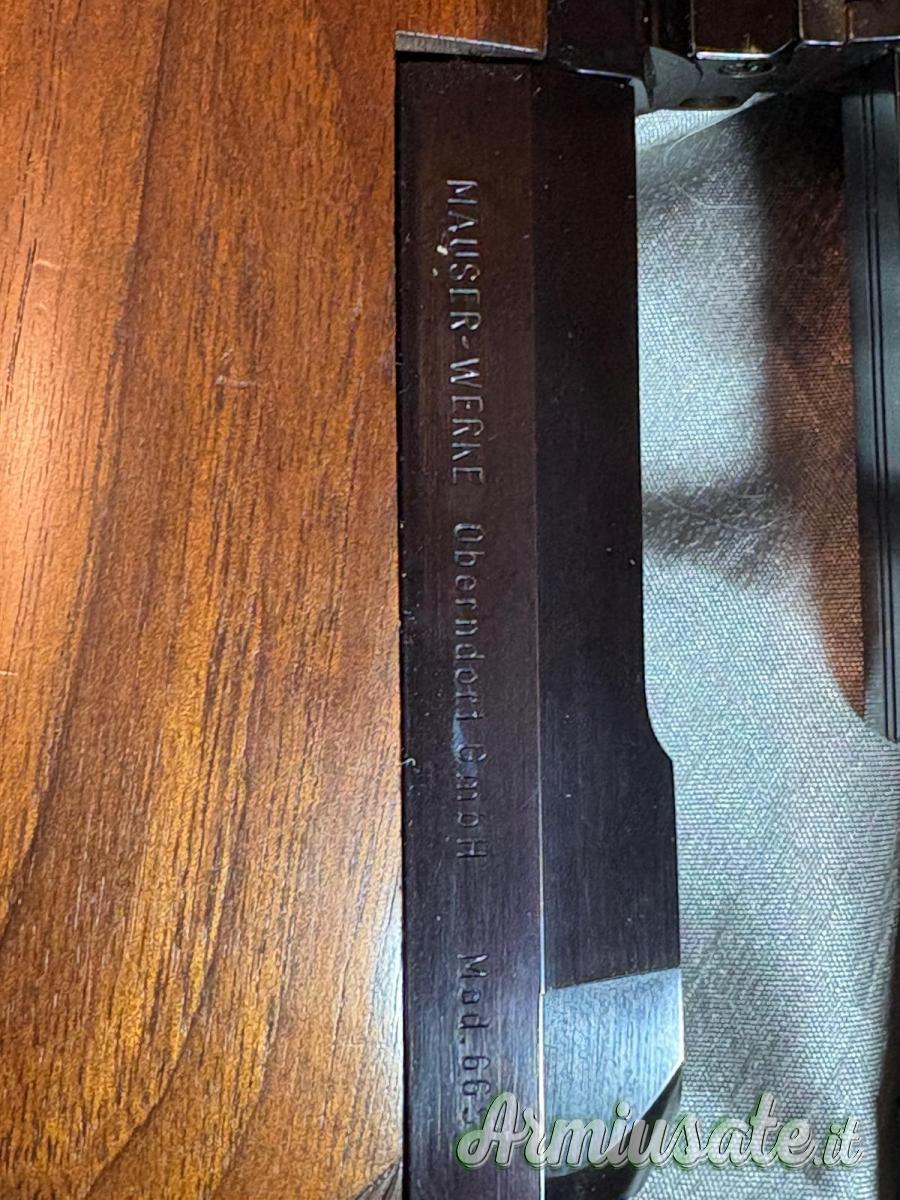 MAUSER-WERKE Oberndorf GmbH Mod. 66
Armiusate.it